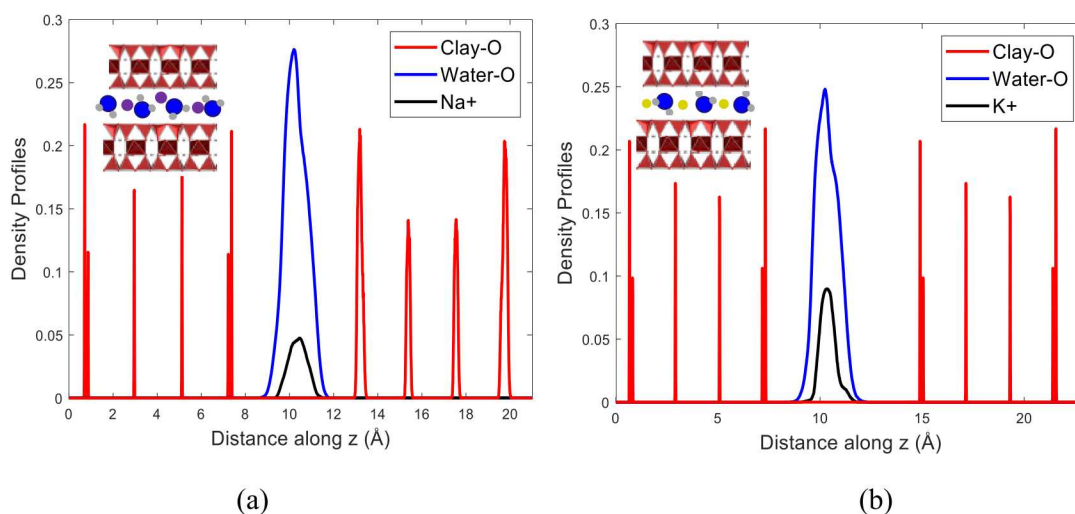 0.3
0.25
0.2
0.15
0.1
0.05
0
Density Profiles
Clay-O
Water-O
Na+
0 2 4 6 8 10 12 14 16 18 20
Distance along z (Å)
(a)
0.3
0.25
0.2
0.15
0.1
0.05
0
Density Profiles
Clay-O
Water-O
K+
0 5 10 15 20
Distance along z (Å)
(b)